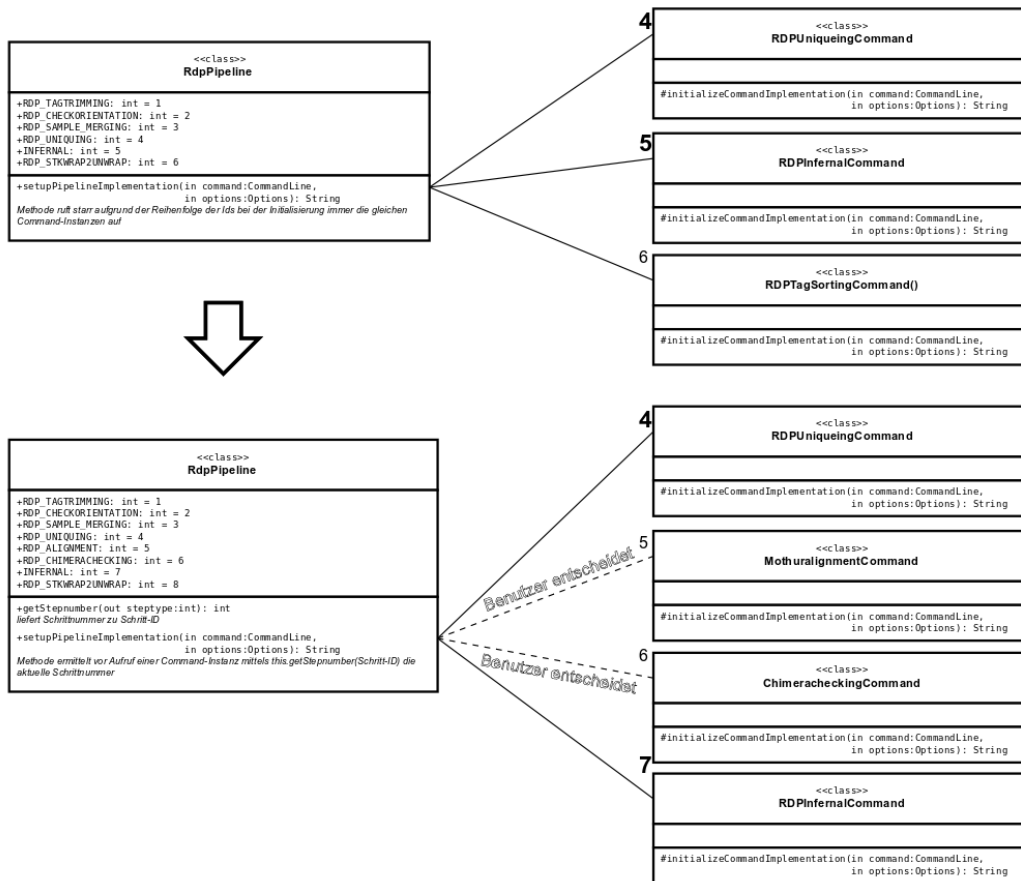 <<class>>
RdpPipeline
+RDP_TAGTRIMMING: int = 1
+RDP_CHECKORIENTATION: int = 2
+RDP_SAMPLE_MERGING: int = 3
+RDP_UNIQUING: int = 4
+INFERNAL: int = 5
+RDP_STKWRAP2UNWRAP: int = 6
+setupPipelineImplementation(in command:CommandLine,
in options:Options): String
Methode ruft starr aufgrund der Reihenfolge der Ids bei der Initialisierung immer die gleichen
Command-Instanzen auf
4
<<class>>
RDPUniqueingCommand
#initializeCommandImplementation(in command:CommandLine,
in options:Options): String
5
<<class>>
RDPInfernalCommand
#initializeCommandImplementation(in command:CommandLine,
in options:Options): String
6
<<class>>
RDPTagSortingCommand()
#initializeCommandImplementation(in command:CommandLine,
in options:Options): String
<<class>>
RdpPipeline
+RDP_TAGTRIMMING: int = 1
+RDP_CHECKORIENTATION: int = 2
+RDP_SAMPLE_MERGING: int = 3
+RDP_UNIQUING: int = 4
+RDP_ALIGNMENT: int = 5
+RDP_CHIMERACHECKING: int = 6
+INFERNAL: int = 7
+RDP_STKWRAP2UNWRAP: int = 8
+getStepnumber(out steptype:int): int
liefert Schrittnummer zu Schritt-ID
+setupPipelineImplementation(in command:CommandLine,
in options:Options): String
Methode ermittelt vor Aufruf einer Command-Instanz mittels this.getStepnumber(Schritt-ID) die
aktuelle Schrittnummer
4
<<class>>
RDPUniqueingCommand
#initializeCommandImplementation(in command:CommandLine,
in options:Options): String
Benutzer entscheidet
5
<<class>>
MothuralignmentCommand
#initializeCommandImplementation(in command:CommandLine,
in options:Options): String
Benutzer entscheidet
6
<<class>>
ChimeracheckingCommand
#initializeCommandImplementation(in command:CommandLine,
in options:Options): String
7
<<class>>
RDPInfernalCommand
#initializeCommandImplementation(in command:CommandLine,
in options:Options): String